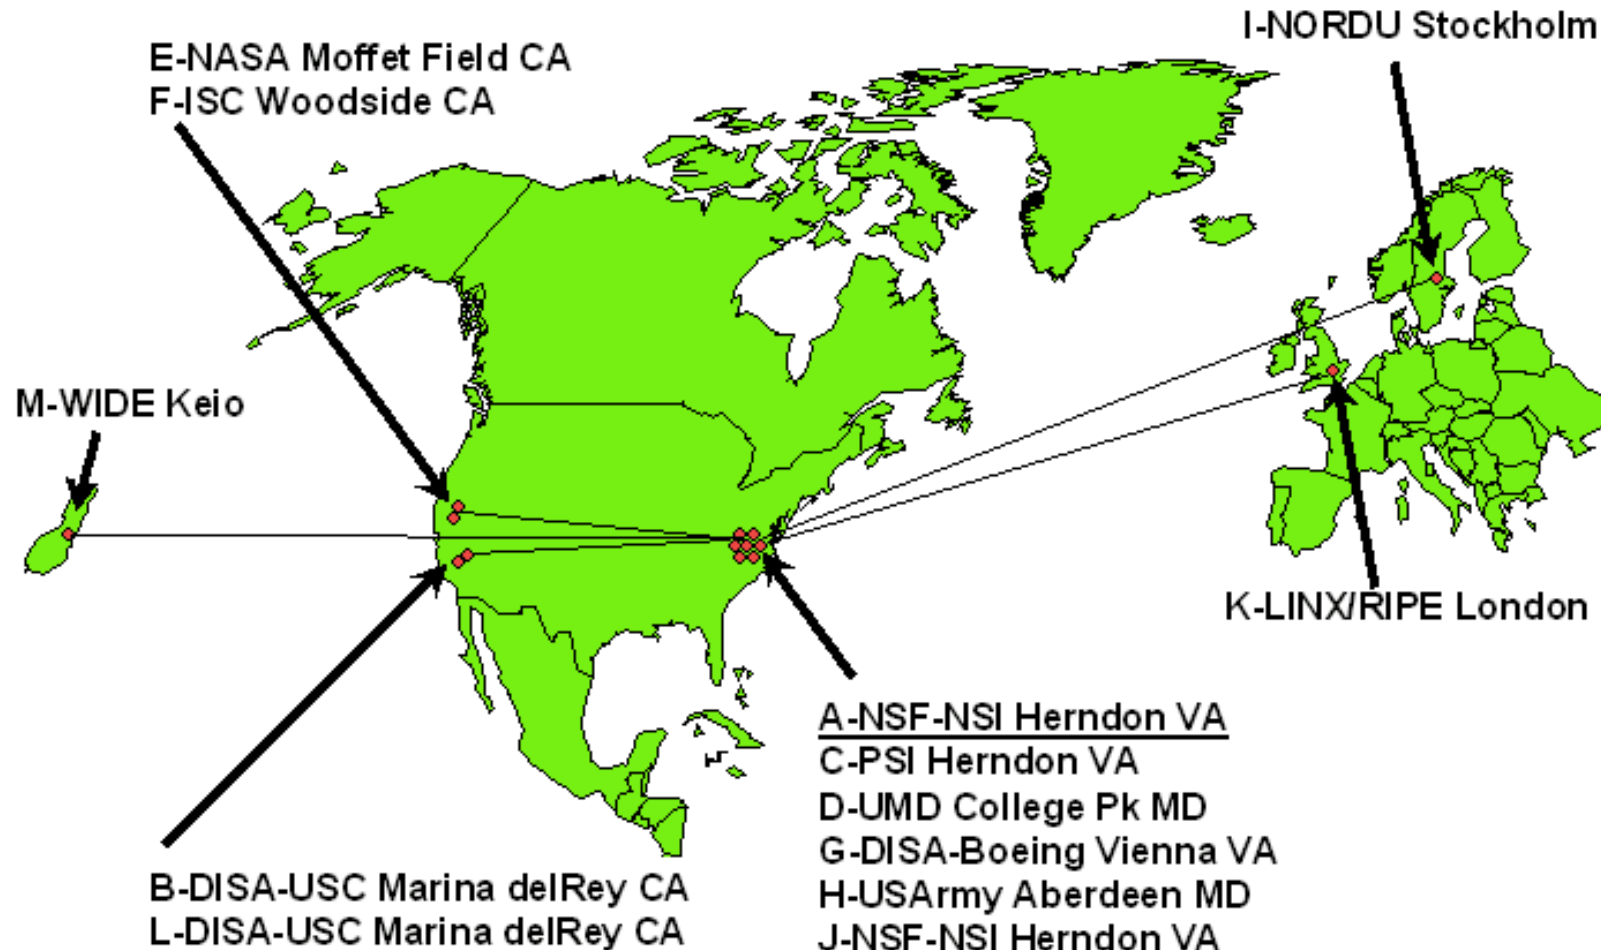 E-NASA Moffet Field CA
F-ISC Woodside CA
I-NORDU Stockholm
M-WIDE Keio
K-LINX/RIPE London
A-NSF-NSI Herndon VA
C-PSI Herndon VA
D-UMD College Pk MD
G-DISA-Boeing Vienna VA
H-USArmy Aberdeen MD
J-NSF-NSI Herndon VA
B-DISA-USC Marina delRey CA
L-DISA-USC Marina delRey CA